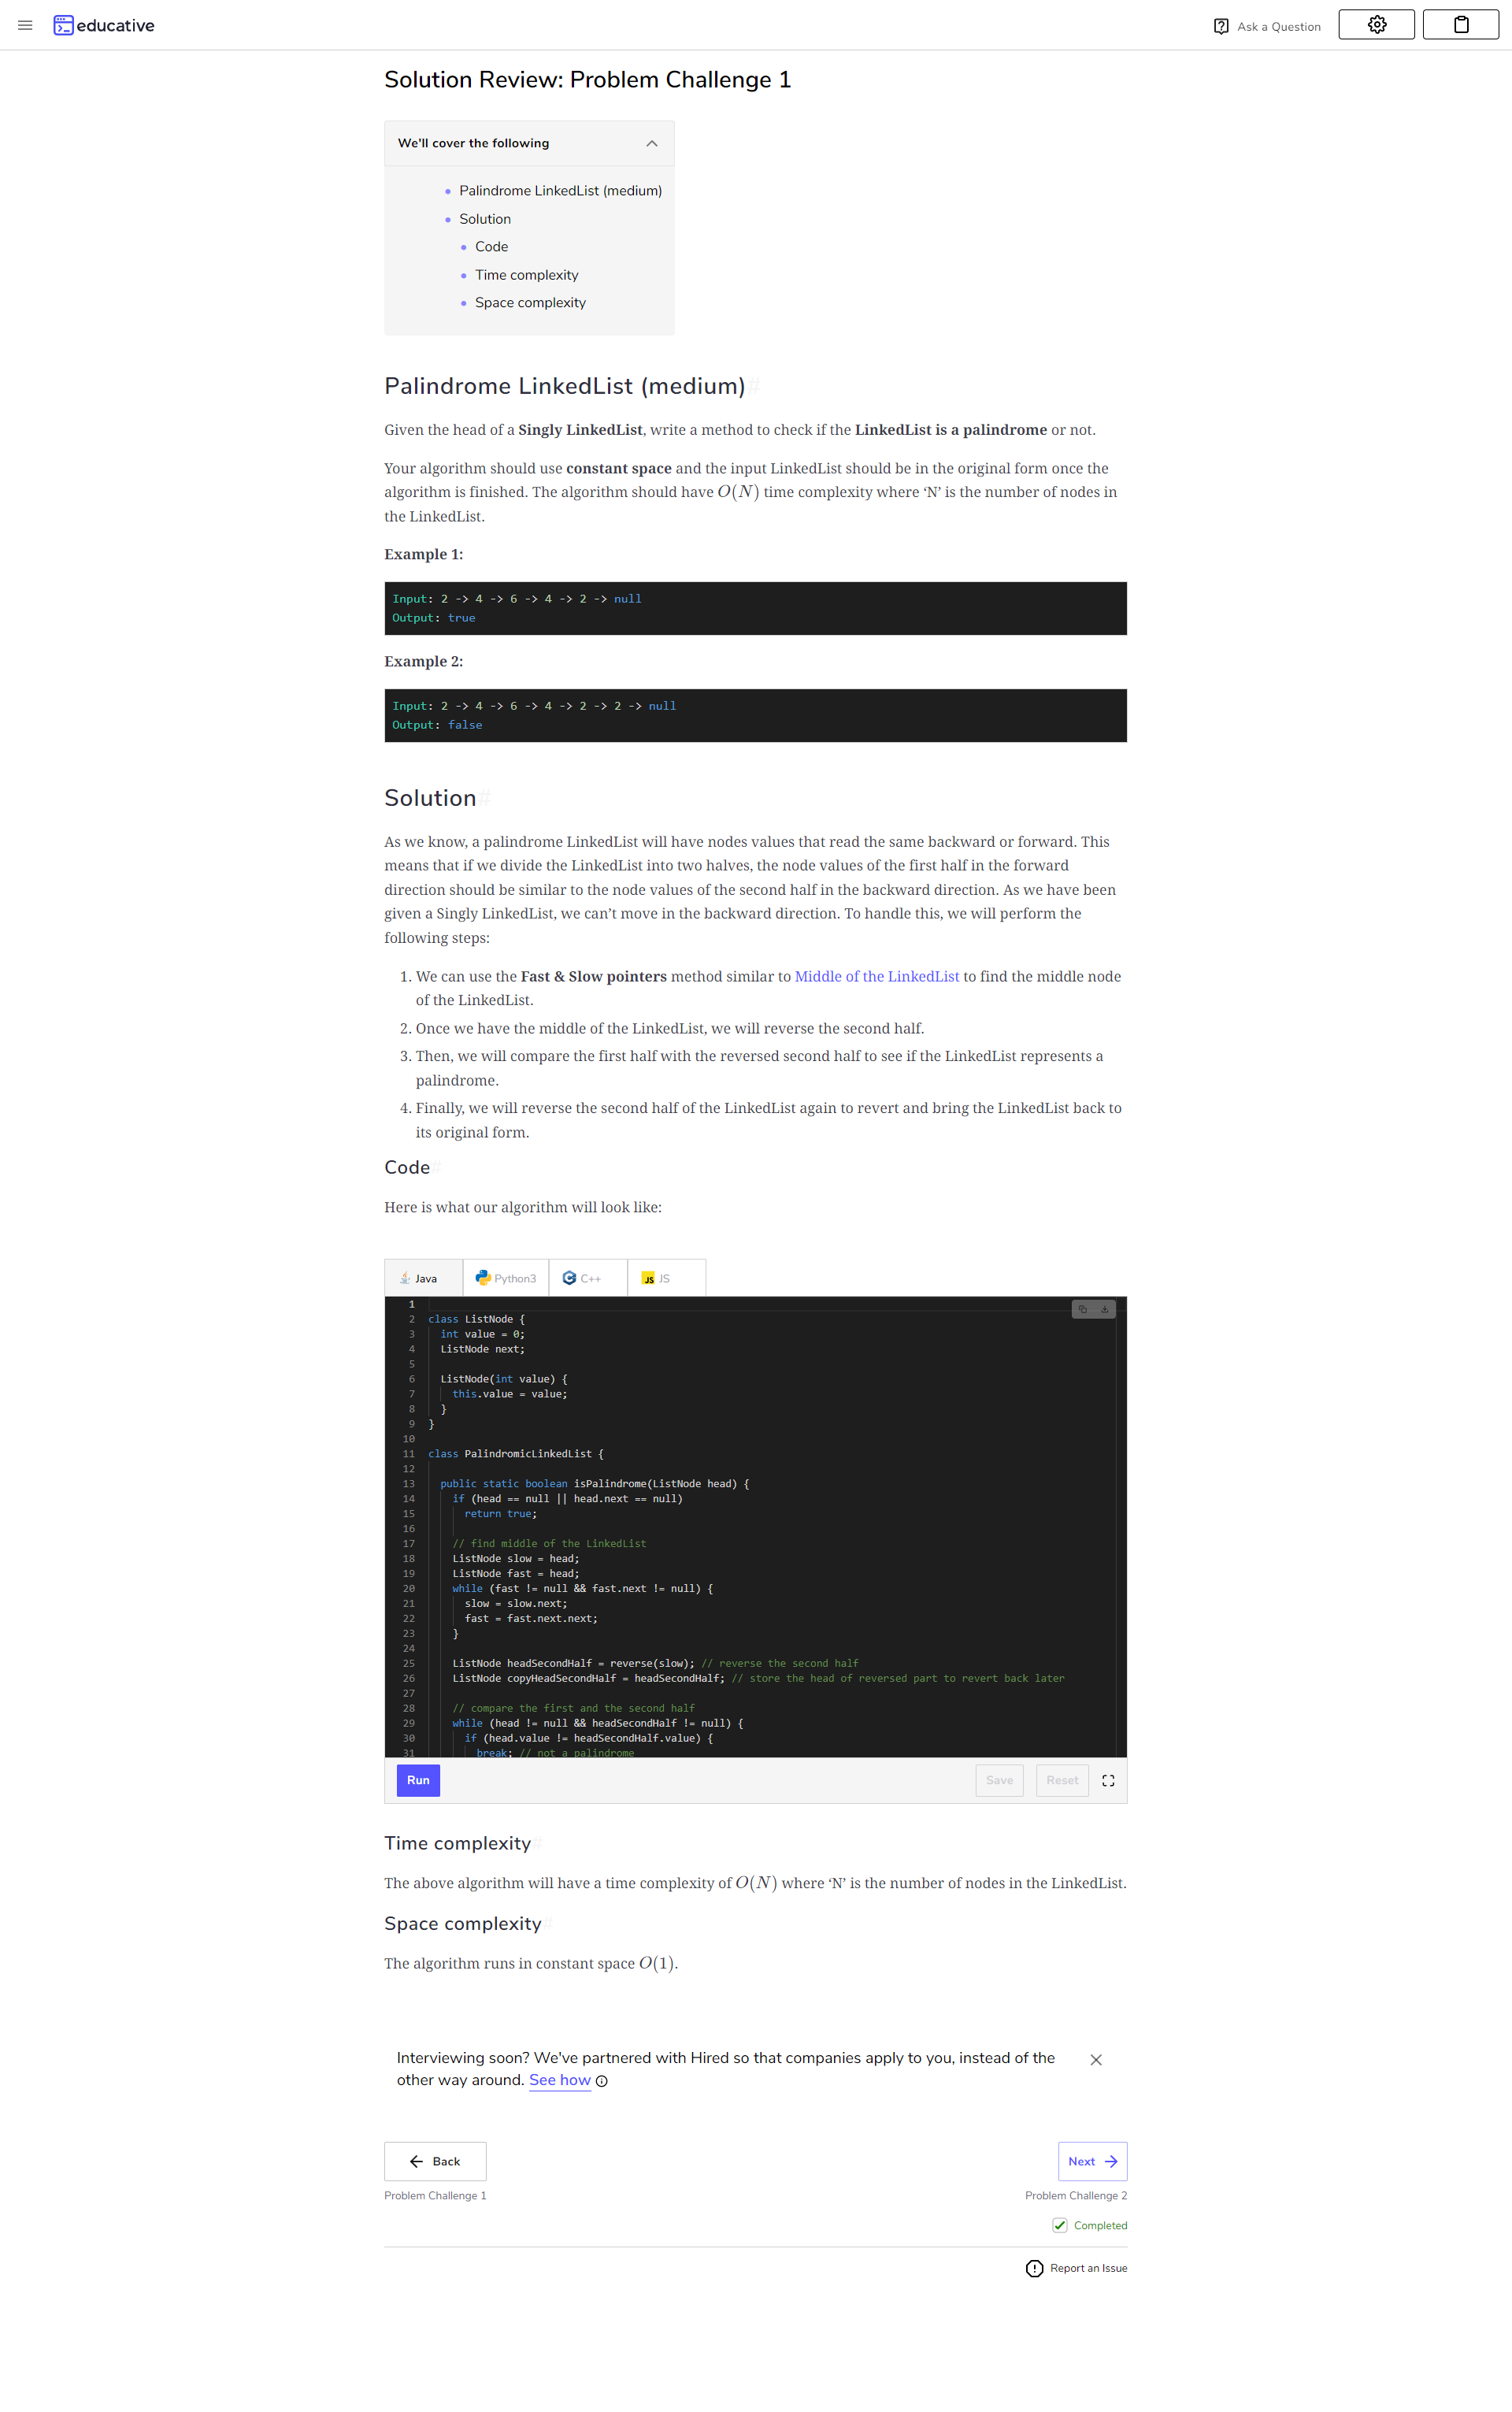 educative
Ask a Question
Solution Review: Problem Challenge 1
We'll cover the following
Palindrome LinkedList (medium)
Solution
Code
Time complexity
Space complexity
Palindrome LinkedList (medium)#
Given the head of a Singly LinkedList, write a method to check if the LinkedList is a palindrome or not.
Your algorithm should use constant space and the input LinkedList should be in the original form once the
algorithm is finished. The algorithm should have O(N) time complexity where ‘N’ is the number of nodes in
the LinkedList.
Example 1:
Input: 2 -> 4 -> 6 -> 4 -> 2 -> null
Output: true
Example 2:
Input: 2 -> 4 -> 6 -> 4 -> 2 -> 2 -> null
Output: false
Solution#
As we know, a palindrome LinkedList will have nodes values that read the same backward or forward. This
means that if we divide the LinkedList into two halves, the node values of the first half in the forward
direction should be similar to the node values of the second half in the backward direction. As we have been
given a Singly LinkedList, we can’t move in the backward direction. To handle this, we will perform the
following steps:
1. We can use the Fast & Slow pointers method similar to Middle of the LinkedList to find the middle node
of the LinkedList.
2. Once we have the middle of the LinkedList, we will reverse the second half.
3. Then, we will compare the first half with the reversed second half to see if the LinkedList represents a
palindrome.
4. Finally, we will reverse the second half of the LinkedList again to revert and bring the LinkedList back to
its original form.
Code#
Here is what our algorithm will look like:
Java Python3 C++ JS JS
1
2 class ListNode {
3 int value = 0;
4 ListNode next;
5
6 ListNode(int value) {
7 this.value = value;
8 }
9 }
10
11 class PalindromicLinkedList {
12
13 public static boolean isPalindrome(ListNode head) {
14 if (head == null || head.next == null)
15 return true;
16
17 // find middle of the LinkedList
18 ListNode slow = head;
19 ListNode fast = head;
20 while (fast != null && fast.next != null) {
21 slow = slow.next;
22 fast = fast.next.next;
23 }
24
25 ListNode headSecondHalf = reverse(slow); // reverse the second half
26 ListNode copyHeadSecondHalf = headSecondHalf; // store the head of reversed part to revert back later
27
28 // compare the first and the second half
29 while (head != null && headSecondHalf != null) {
30 if (head.value != headSecondHalf.value) {
31 break; // not a palindrome
Run Save Reset
Time complexity#
The above algorithm will have a time complexity of O(N) where ‘N’ is the number of nodes in the LinkedList.
Space complexity#
The algorithm runs in constant space O(1).
Interviewing soon? We've partnered with Hired so that companies apply to you, instead of the
other way around. See how
Back Next
Problem Challenge 1 Problem Challenge 2
Completed
Report an Issue